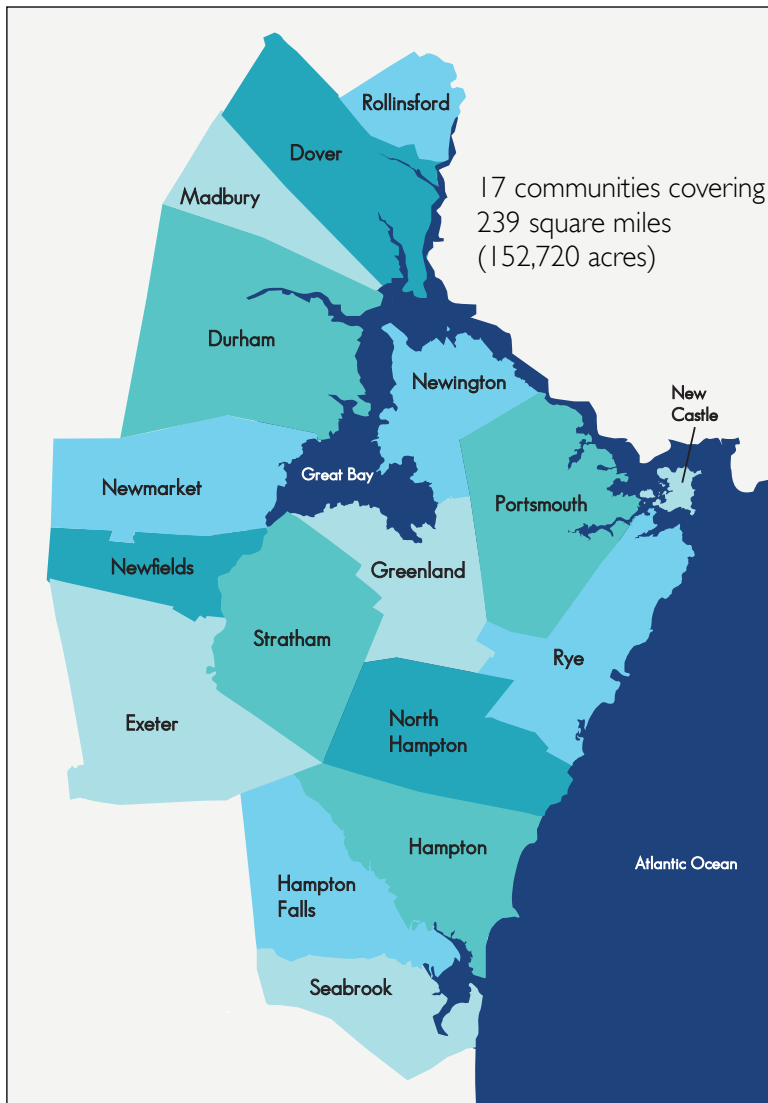 Rollinsford
Dover
17 communities covering
239 square miles
(152,720 acres)
Madbury
Durham
Newington
New
Castle
Great Bay
Newmarket
Portsmouth
Newfields
Greenland
Stratham
Rye
Exeter
North
Hampton
Hampton
Atlantic Ocean
Hampton
Falls
Seabrook